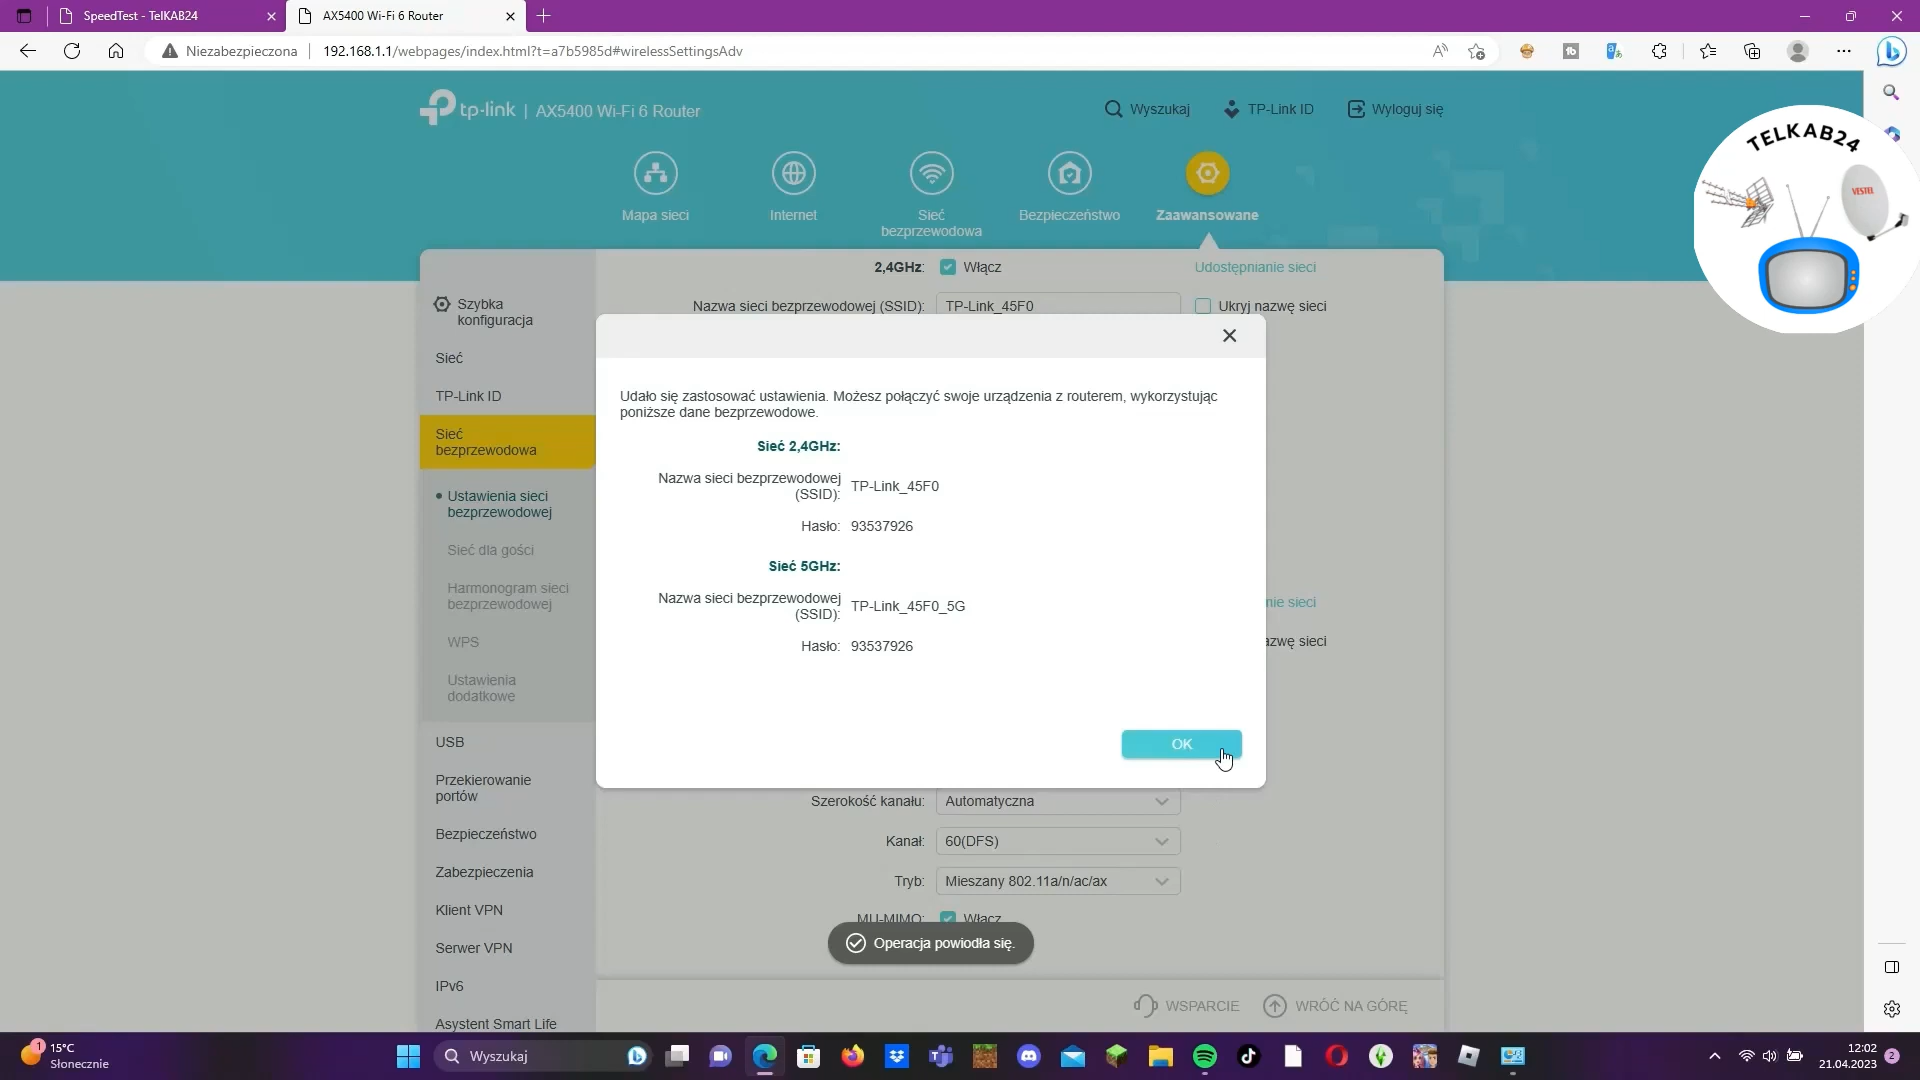 SpeedTest - TelKAB24
AX5400 Wi-Fi 6 Router
Niezabezpieczona
192.168.1.1/webpages/index.html?t=a7b5985d#wirelessSettingsAdv
tp-link | AX5400 Wi-Fi 6 Router
Wyszukaj
TP-Link ID
Wyloguj się
TELKAB24
VESTEL
Mapa sieci
Internet
Sieć
bezprzewodowa
Bezpieczeństwo
Zaawansowane
Szybka
konfiguracja
Sieć
TP-Link ID
Sieć
bezprzewodowa
Ustawienia sieci
bezprzewodowej
Sieć dla gości
Harmonogram sieci
bezprzewodowej
WPS
Ustawienia
dodatkowe
USB
Przekierowanie
portów
Bezpieczeństwo
Zabezpieczenia
Klient VPN
Serwer VPN
IPv6
Asystent Smart Life
2,4GHz: Włącz
Udostępnianie sieci
Nazwa sieci bezprzewodowej (SSID): TP-Link_45F0
Ukryj nazwę sieci
Udało się zastosować ustawienia. Możesz połączyć swoje urządzenia z routerem, wykorzystując
poniższe dane bezprzewodowe.
Sieć 2,4GHz:
Nazwa sieci bezprzewodowej
(SSID): TP-Link_45F0
Hasło: 93537926
Sieć 5GHz:
Nazwa sieci bezprzewodowej
(SSID): TP-Link_45F0_5G
Hasło: 93537926
OK
nie sieci
azwę sieci
Szerokość kanału: Automatyczna
Kanał: 60(DFS)
Tryb: Mieszany 802.11a/n/ac/ax
MU-MIMO: Włącz
Operacja powiodła się.
WSPARCIE
WRÓĆ NA GÓRĘ
1
15°C
Słonecznie
Wyszukaj
12:02
21.04.2023
2